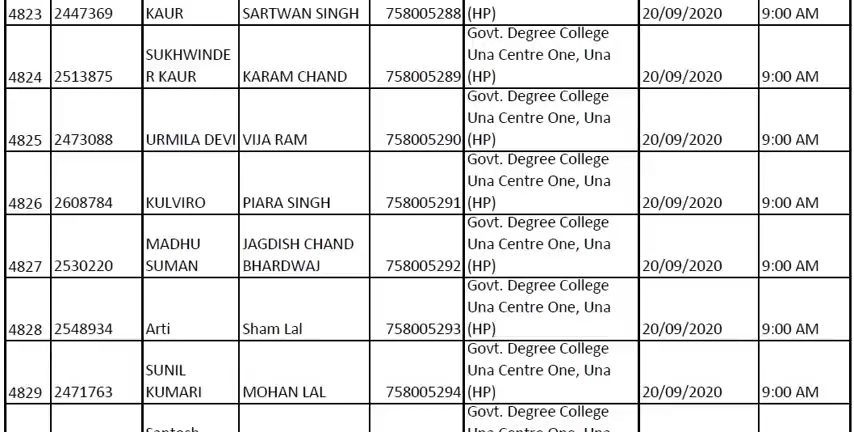 4823 2447369 KAUR SARTWAN SINGH 758005288 (HP) 20/09/2020 9:00 AM
Govt. Degree College
SUKHWINDE Una Centre One, Una
4824 2513875 R KAUR KARAM CHAND 758005289 (HP) 20/09/2020 9:00 AM
Govt. Degree College
Una Centre One, Una
4825 2473088 URMILA DEVI VIJA RAM 758005290 (HP) 20/09/2020 9:00 AM
Govt. Degree College
Una Centre One, Una
4826 2608784 KULVIRO PIARA SINGH 758005291 (HP) 20/09/2020 9:00 AM
Govt. Degree College
MADHU JAGDISH CHAND Una Centre One, Una
4827 2530220 SUMAN BHARDWAJ 758005292 (HP) 20/09/2020 9:00 AM
Govt. Degree College
Una Centre One, Una
4828 2548934 Arti Sham Lal 758005293 (HP) 20/09/2020 9:00 AM
Govt. Degree College
SUNIL Una Centre One, Una
4829 2471763 KUMARI MOHAN LAL 758005294 (HP) 20/09/2020 9:00 AM
Govt. Degree College
Santosh Una Centre One, Una